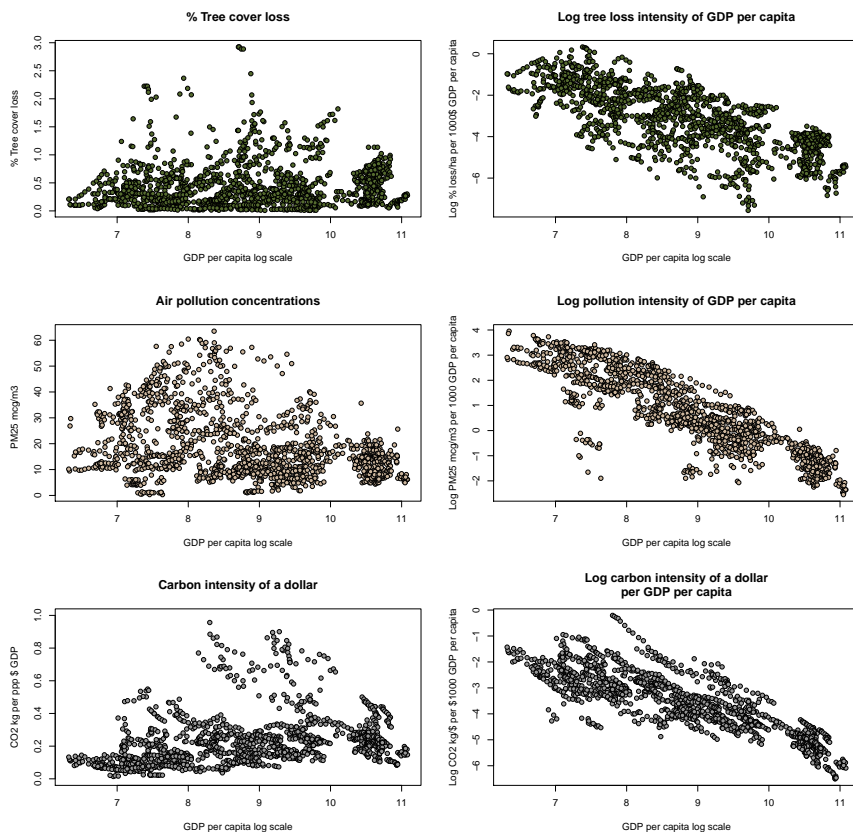 % Tree cover loss
% Tree cover loss
0.0 0.5 1.0 1.5 2.0 2.5 3.0
7 8 9 10 11
GDP per capita log scale
Log tree loss intensity of GDP per capita
Log % loss/ha per 1000$ GDP per capita
0 −2 −4 −6
7 8 9 10 11
GDP per capita log scale
Air pollution concentrations
PM25 mcg/m3
0 10 20 30 40 50 60
7 8 9 10 11
GDP per capita log scale
Log pollution intensity of GDP per capita
Log PM25 mcg/m3 per 1000 GDP per capita
−2 −1 0 1 2 3 4
7 8 9 10 11
GDP per capita log scale
Carbon intensity of a dollar
CO2 kg per ppp $ GDP
0.0 0.2 0.4 0.6 0.8 1.0
7 8 9 10 11
GDP per capita log scale
Log carbon intensity of a dollar
per GDP per capita
Log CO2 kg/$ per $1000 GDP per capita
−6 −5 −4 −3 −2 −1 0
7 8 9 10 11
GDP per capita log scale